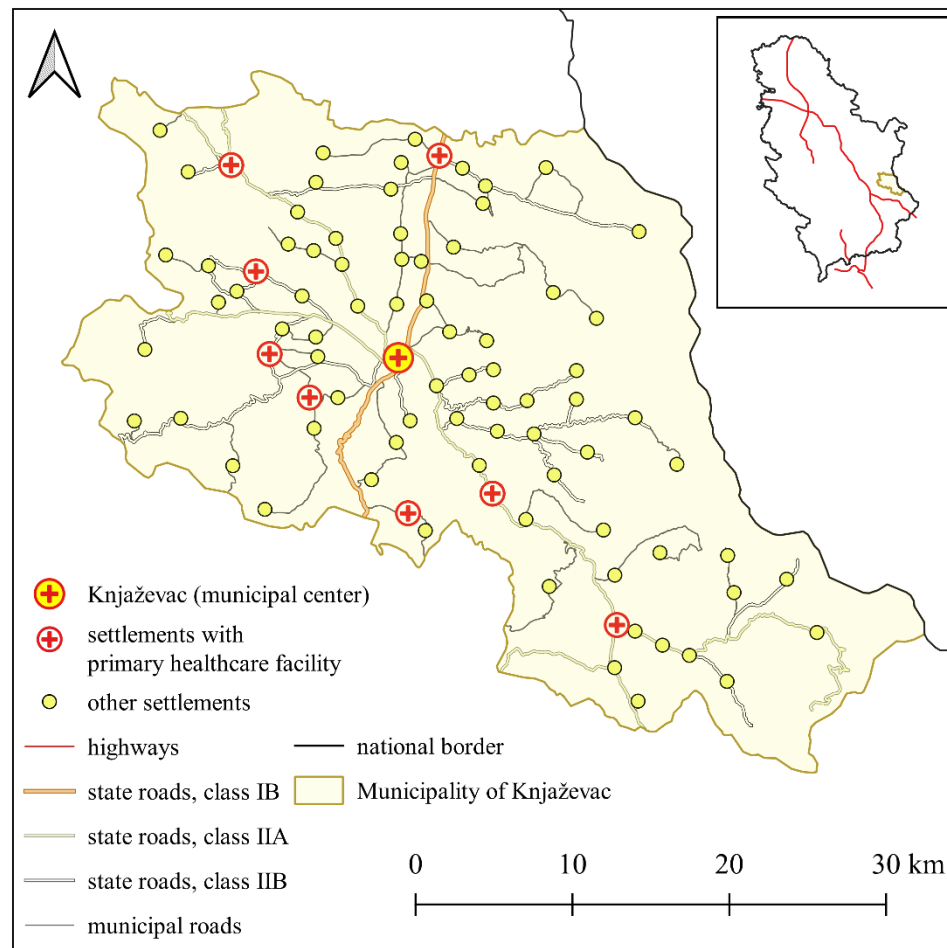 Knjaževac (municipal center)
settlements with
primary healthcare facility
other settlements
highways
national border
state roads, class IB
Municipality of Knjaževac
state roads, class IIA
state roads, class IIB
municipal roads
0 10 20 30 km